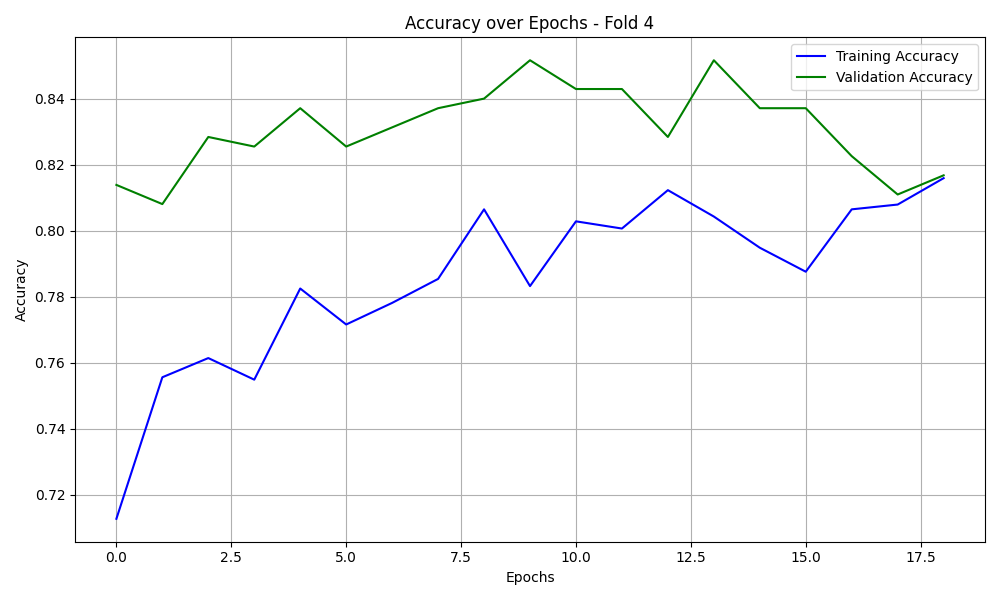 Accuracy over Epochs - Fold 4
Training Accuracy
Validation Accuracy
Accuracy
0.84
0.82
0.80
0.78
0.76
0.74
0.72
0.0 2.5 5.0 7.5 10.0 12.5 15.0 17.5
Epochs